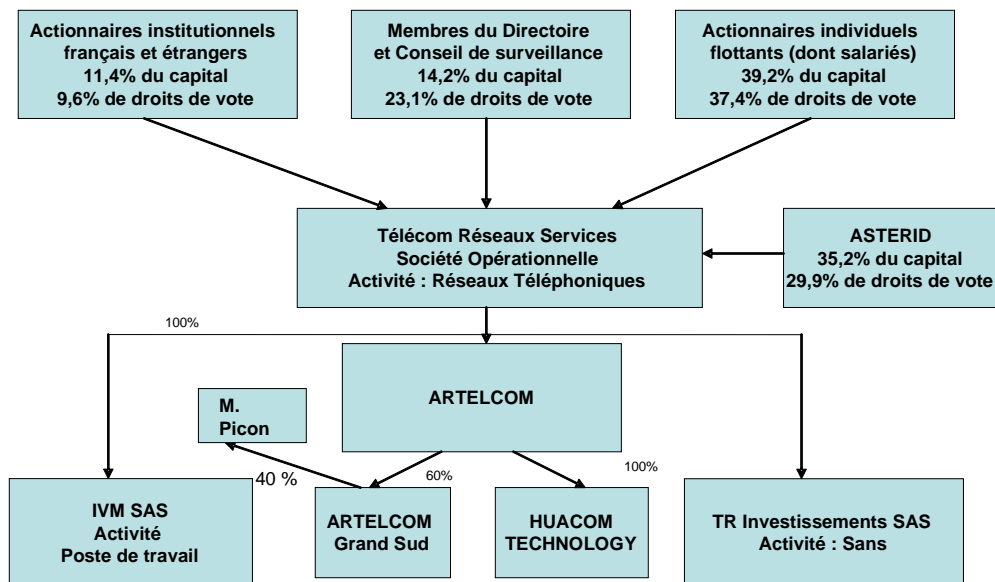 Actionnaires institutionnels
français et étrangers
11,4% du capital
9,6% de droits de vote
Membres du Directoire
et Conseil de surveillance
14,2% du capital
23,1% de droits de vote
Actionnaires individuels
flottants (dont salariés)
39,2% du capital
37,4% de droits de vote
Télécom Réseaux Services
Société Opérationnelle
Activité : Réseaux Téléphoniques
ASTERID
35,2% du capital
29,9% de droits de vote
100%
ARTELCOM
M.
Picon
40 %
60%
100%
IVM SAS
Activité
Poste de travail
ARTELCOM
Grand Sud
HUACOM
TECHNOLOGY
TR Investissements SAS
Activité : Sans